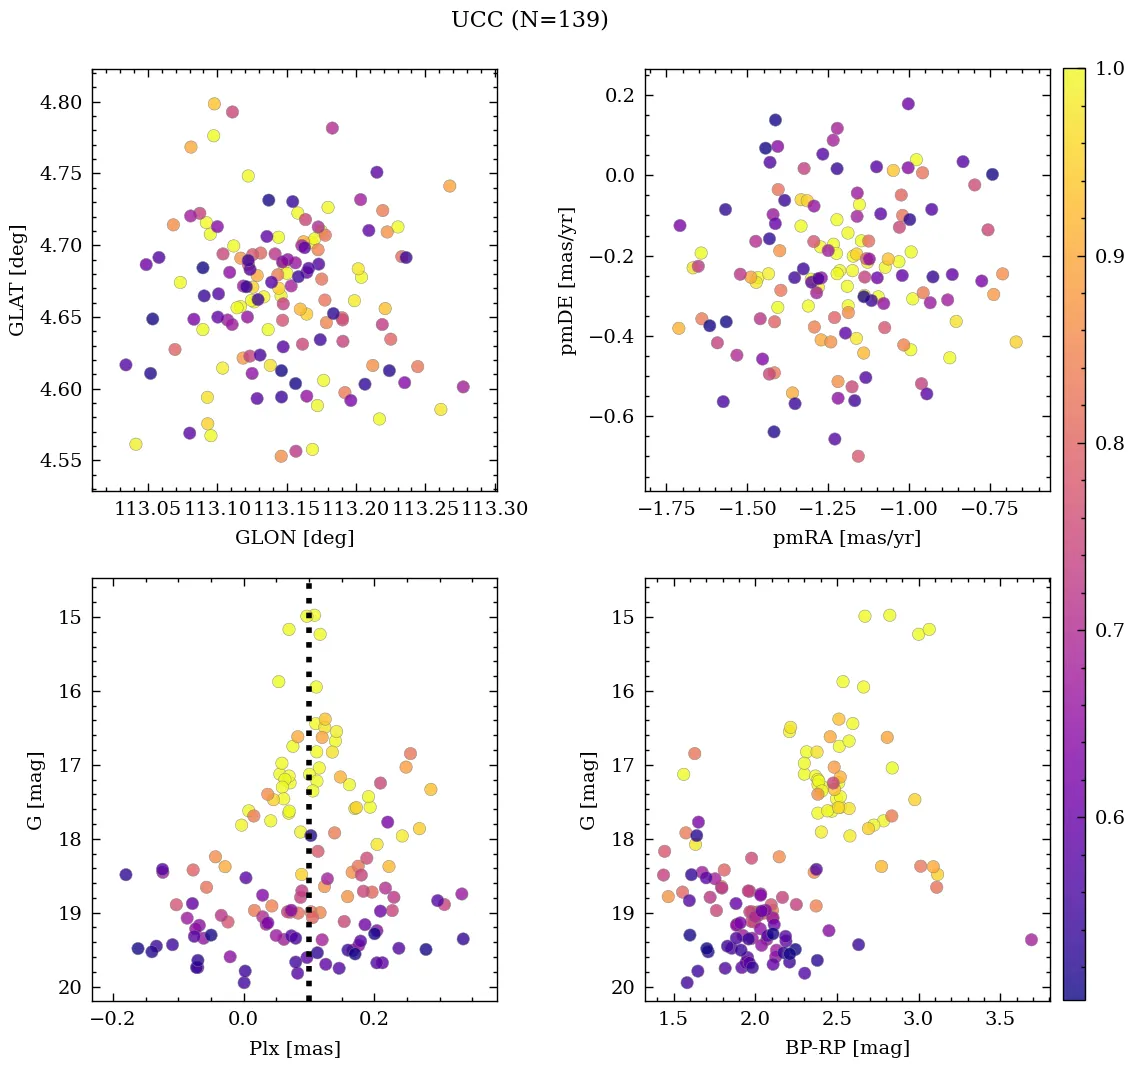 UCC (N=139)
4.80
4.75
4.70
4.65
4.60
4.55
GLAT [deg]
113.05 113.10 113.15 113.20 113.25 113.30
GLON [deg]
0.2
0.0
−0.2
−0.4
−0.6
pmDE [mas/yr]
−1.75 −1.50 −1.25 −1.00 −0.75
pmRA [mas/yr]
1.0
0.9
0.8
0.7
0.6
15
16
17
18
19
20
G [mag]
−0.2 0.0 0.2
Plx [mas]
15
16
17
18
19
20
G [mag]
1.5 2.0 2.5 3.0 3.5
BP-RP [mag]